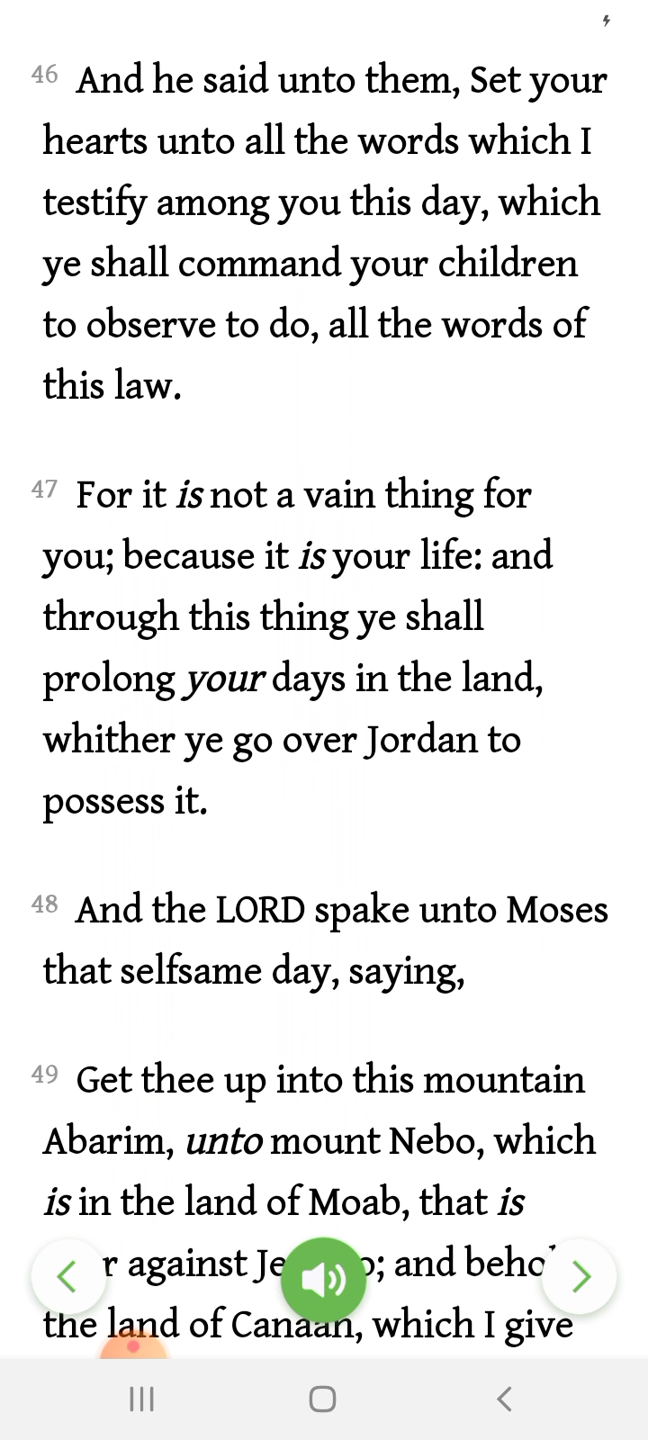 46 And he said unto them, Set your
hearts unto all the words which I
testify among you this day, which
ye shall command your children
to observe to do, all the words of
this law.
47 For it is not a vain thing for
you; because it is your life: and
through this thing ye shall
prolong your days in the land,
whither ye go over Jordan to
possess it.
48 And the LORD spake unto Moses
that selfsame day, saying,
49 Get thee up into this mountain
Abarim, unto mount Nebo, which
is in the land of Moab, that is
against and
the land of Canaan, which I give